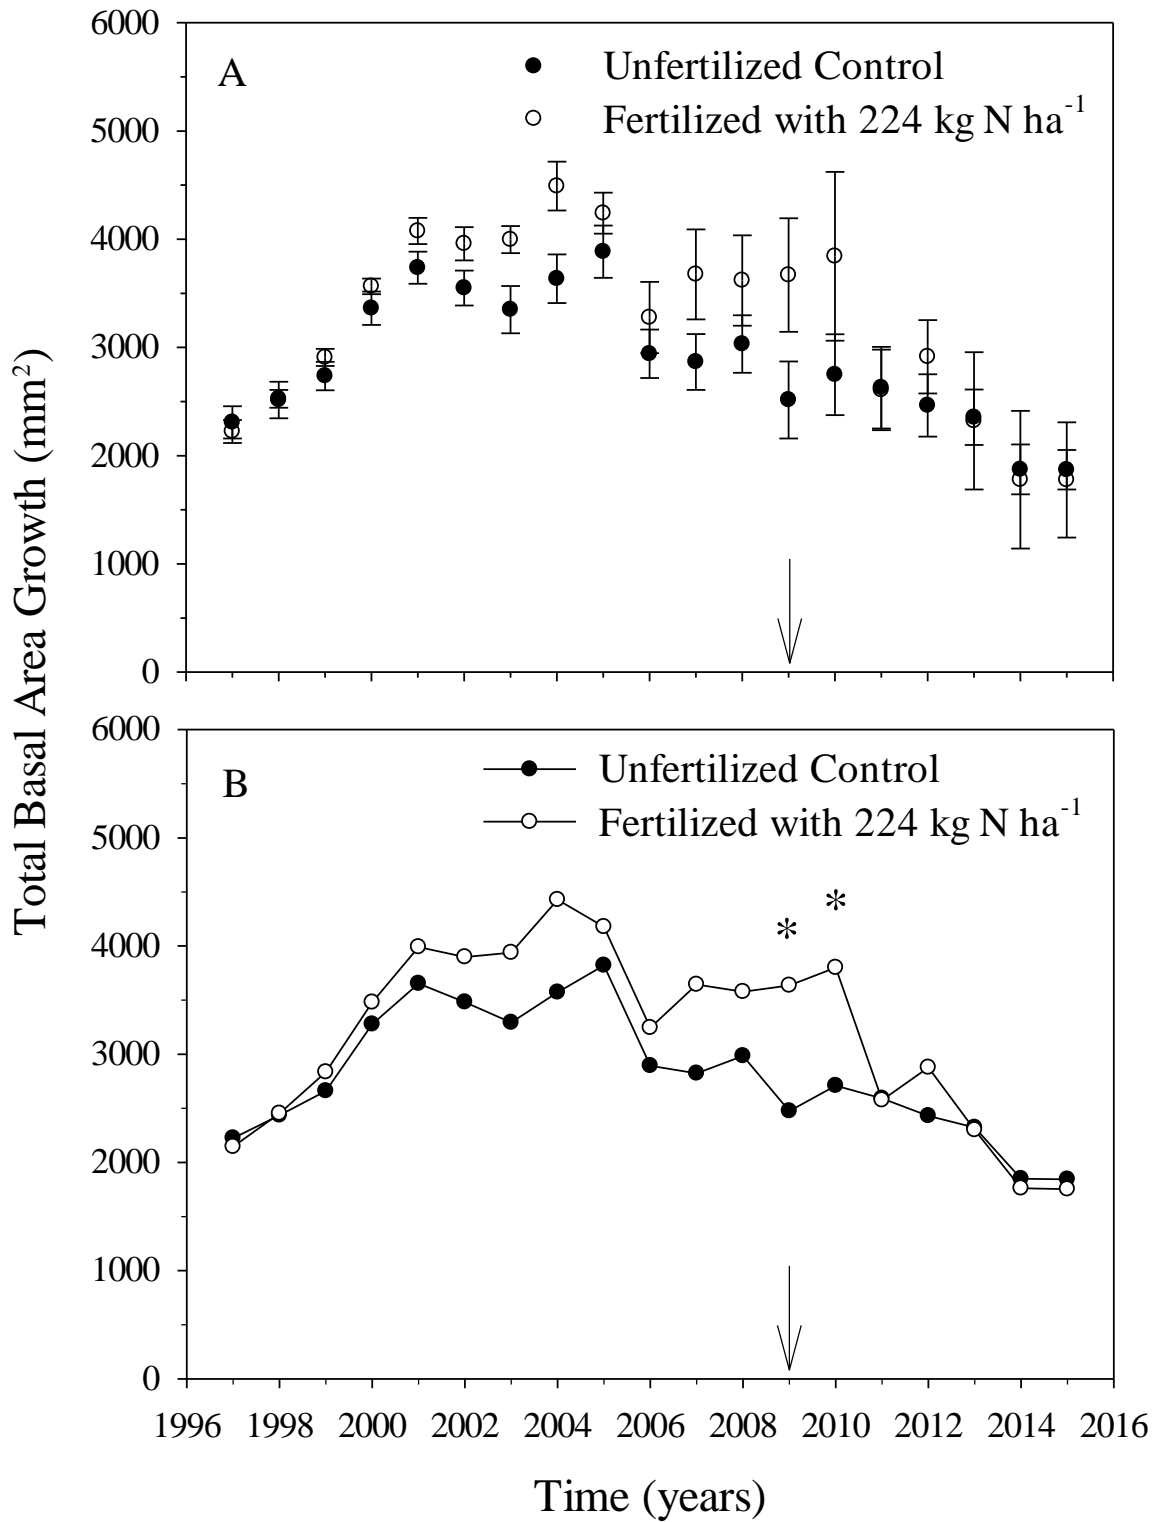 Total Basal Area Growth (mm²)
6000
5000
4000
3000
2000
1000
0
A
Unfertilized Control
Fertilized with 224 kg N ha⁻¹
6000
5000
4000
3000
2000
1000
0
B
Unfertilized Control
Fertilized with 224 kg N ha⁻¹
*
*
1996 1998 2000 2002 2004 2006 2008 2010 2012 2014 2016
Time (years)